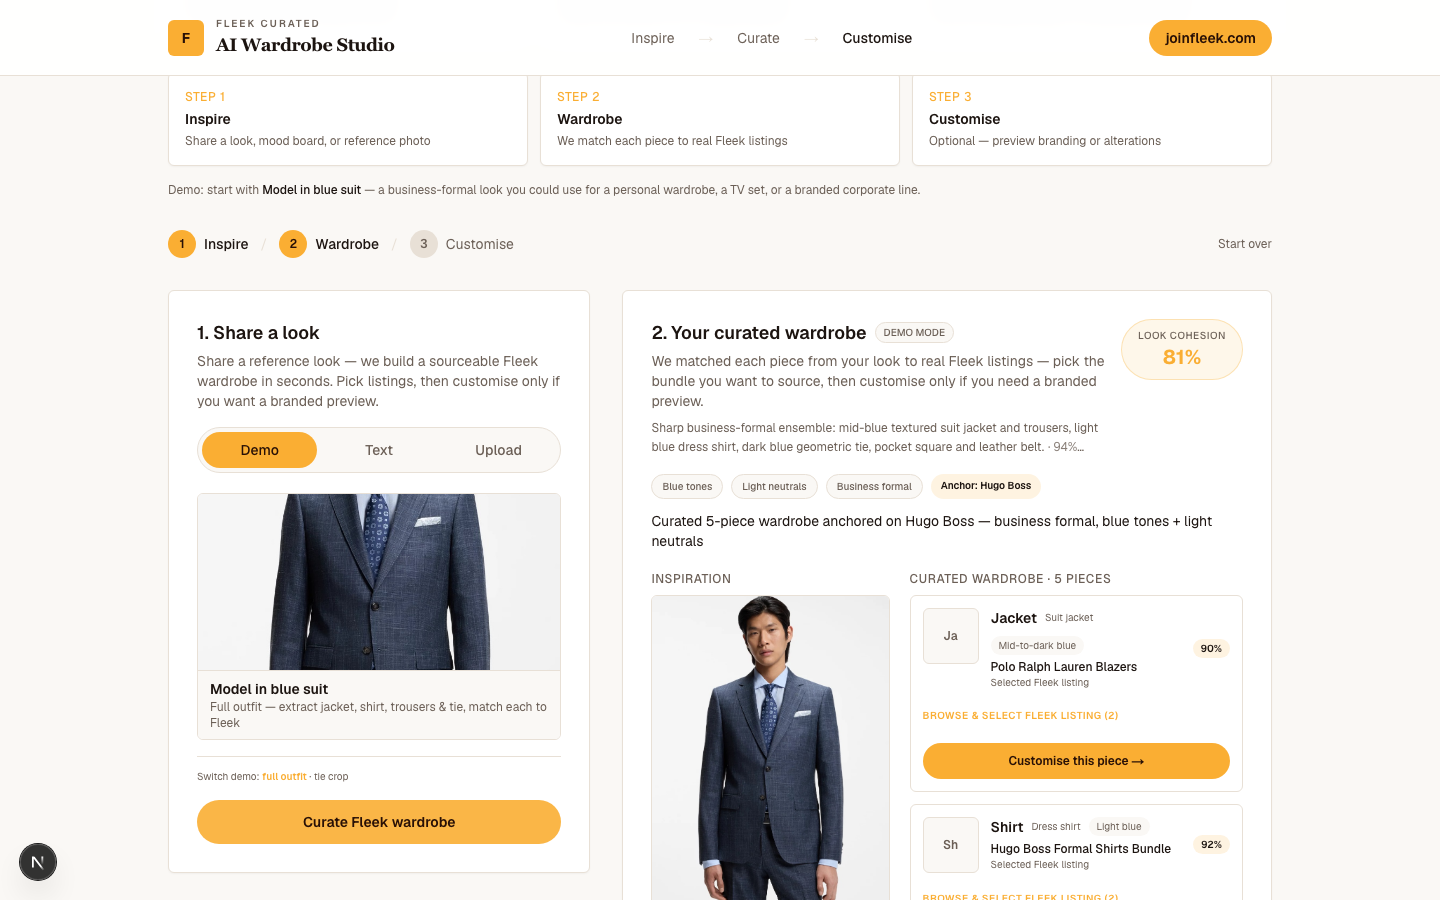 F
FLEEK CURATED
AI Wardrobe Studio
Inspire → Curate → Customise
joinfleek.com
STEP 1
Inspire
Share a look, mood board, or reference photo
STEP 2
Wardrobe
We match each piece to real Fleek listings
STEP 3
Customise
Optional — preview branding or alterations
Demo: start with Model in blue suit — a business-formal look you could use for a personal wardrobe, a TV set, or a branded corporate line.
1 Inspire / 2 Wardrobe / 3 Customise
Start over
1. Share a look
Share a reference look — we build a sourceable Fleek
wardrobe in seconds. Pick listings, then customise only if
you want a branded preview.
Demo Text Upload
Model in blue suit
Full outfit — extract jacket, shirt, trousers & tie, match each to
Fleek
Switch demo: full outfit · tie crop
Curate Fleek wardrobe
N
2. Your curated wardrobe DEMO MODE
We matched each piece from your look to real Fleek listings — pick the
bundle you want to source, then customise only if you need a branded
preview.
LOOK COHESION
81%
Sharp business-formal ensemble: mid-blue textured suit jacket and trousers, light
blue dress shirt, dark blue geometric tie, pocket square and leather belt. · 94%...
Blue tones Light neutrals Business formal Anchor: Hugo Boss
Curated 5-piece wardrobe anchored on Hugo Boss — business formal, blue tones + light
neutrals
INSPIRATION
CURATED WARDROBE · 5 PIECES
Ja
Jacket Suit jacket
Mid-to-dark blue
Polo Ralph Lauren Blazers
Selected Fleek listing
90%
BROWSE & SELECT FLEEK LISTING (2)
Customise this piece →
Sh
Shirt Dress shirt Light blue
Hugo Boss Formal Shirts Bundle
Selected Fleek listing
92%
BROWSE & SELECT FLEEK LISTING (2)